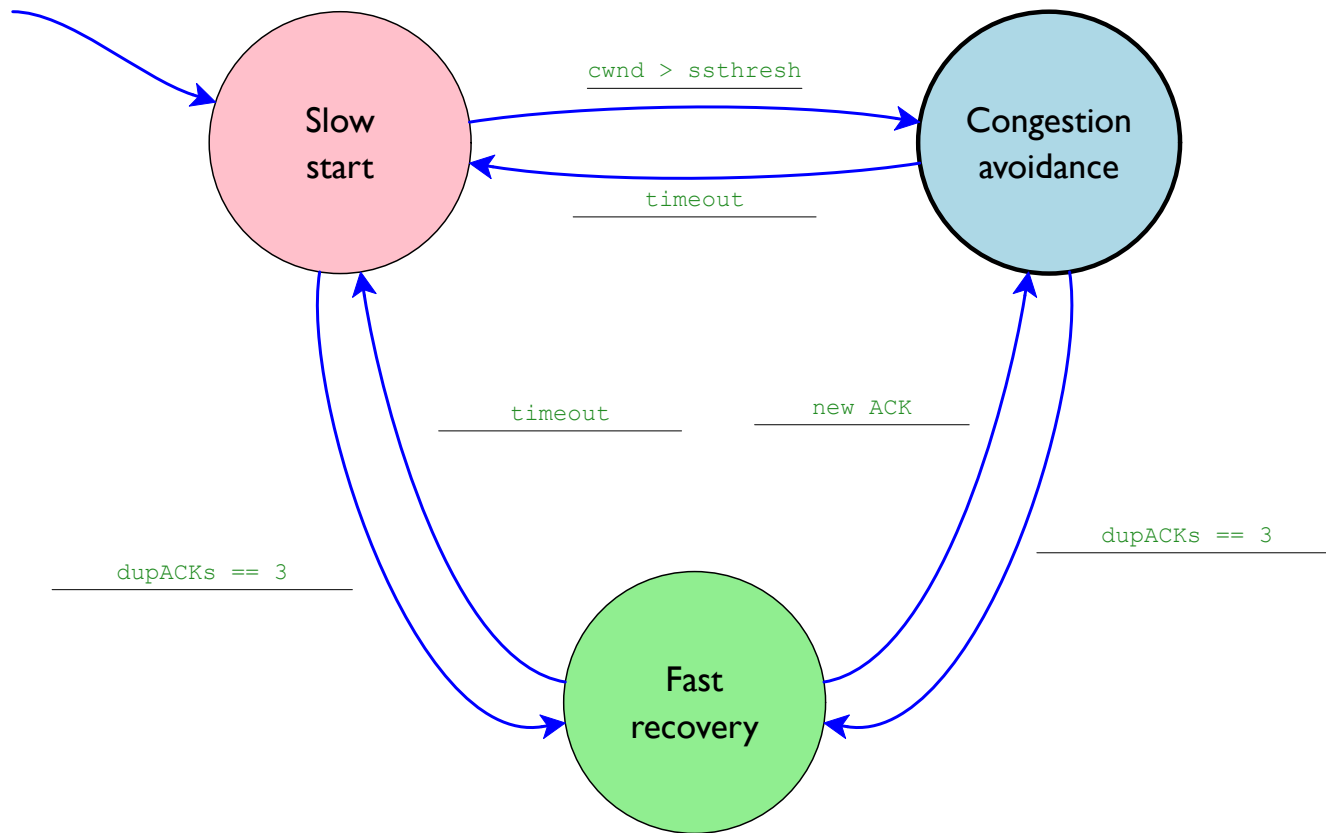 cwnd > ssthresh
Slow
start
Congestion
avoidance
timeout
timeout
new ACK
dupACKs == 3
dupACKs == 3
Fast
recovery